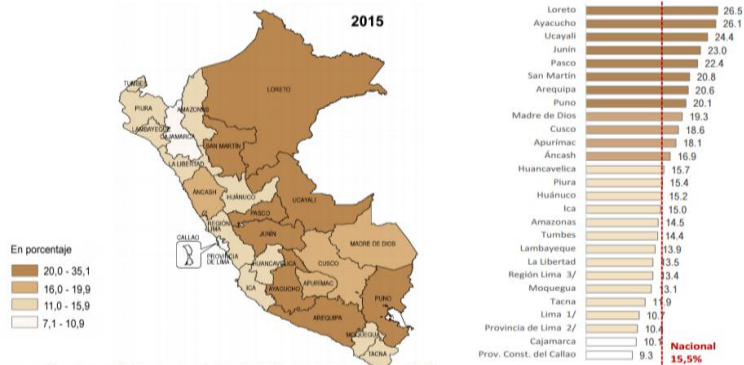 2015
TUMBES
PIURA
LAMBAYEQUE
AMAZONAS
CAJAMARCA
LORETO
SAN MARTÍN
LA LIBERTAD
ÁNCASH
HUÁNUCO
UCAYALI
PASCO
REGIÓN
LIMA
JUNÍN
CALLAO
PROVINCIA
DE LIMA
MADRE DE DIOS
HUANCAVELICA
CUSCO
ICA
AYACUCHO
APURIMAC
PUNO
AREQUIPA
MOQUEGUA
TACNA
En porcentaje
20,0 - 35,1
16,0 - 19,9
11,0 - 15,9
7,1 - 10,9
Loreto 26.5
Ayacucho 26.1
Ucayali 24.4
Junín 23.0
Pasco 22.4
San Martín 20.8
Arequipa 20.6
Puno 20.1
Madre de Dios 19.3
Cusco 18.6
Apurímac 18.1
Áncash 16.9
Huancavelica 15.7
Piura 15.4
Huánuco 15.2
Ica 15.0
Amazonas 14.5
Tumbes 14.4
Lambayeque 13.9
La Libertad 13.5
Región Lima 3/ 13.4
Moquegua 13.1
Tacna 11.9
Lima 1/ 10.7
Provincia de Lima 2/ 10.4
Cajamarca 10.1
Prov. Const. del Callao 9.3
Nacional
15,5%